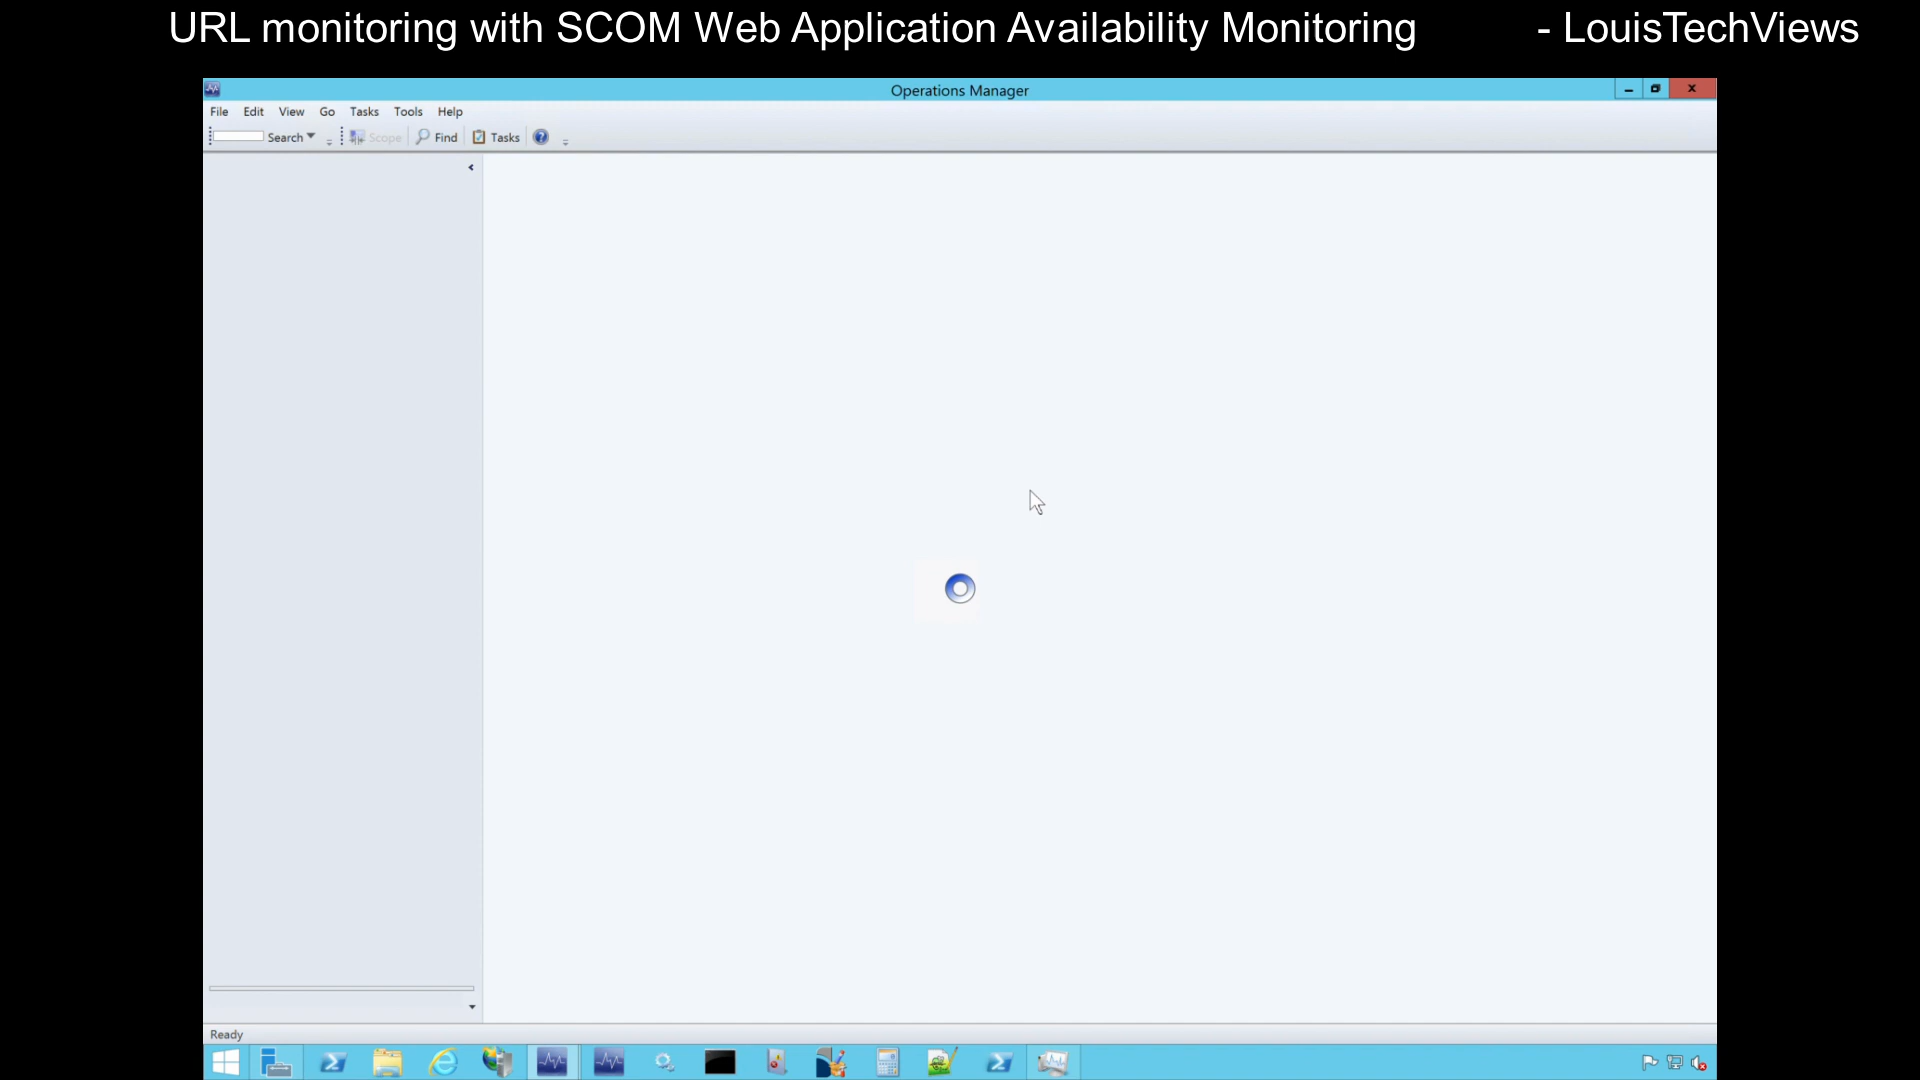 URL monitoring with SCOM Web Application Availability Monitoring - LouisTechViews
Operations Manager
File Edit View Go Tasks Tools Help
Search Scope Find Tasks
Ready